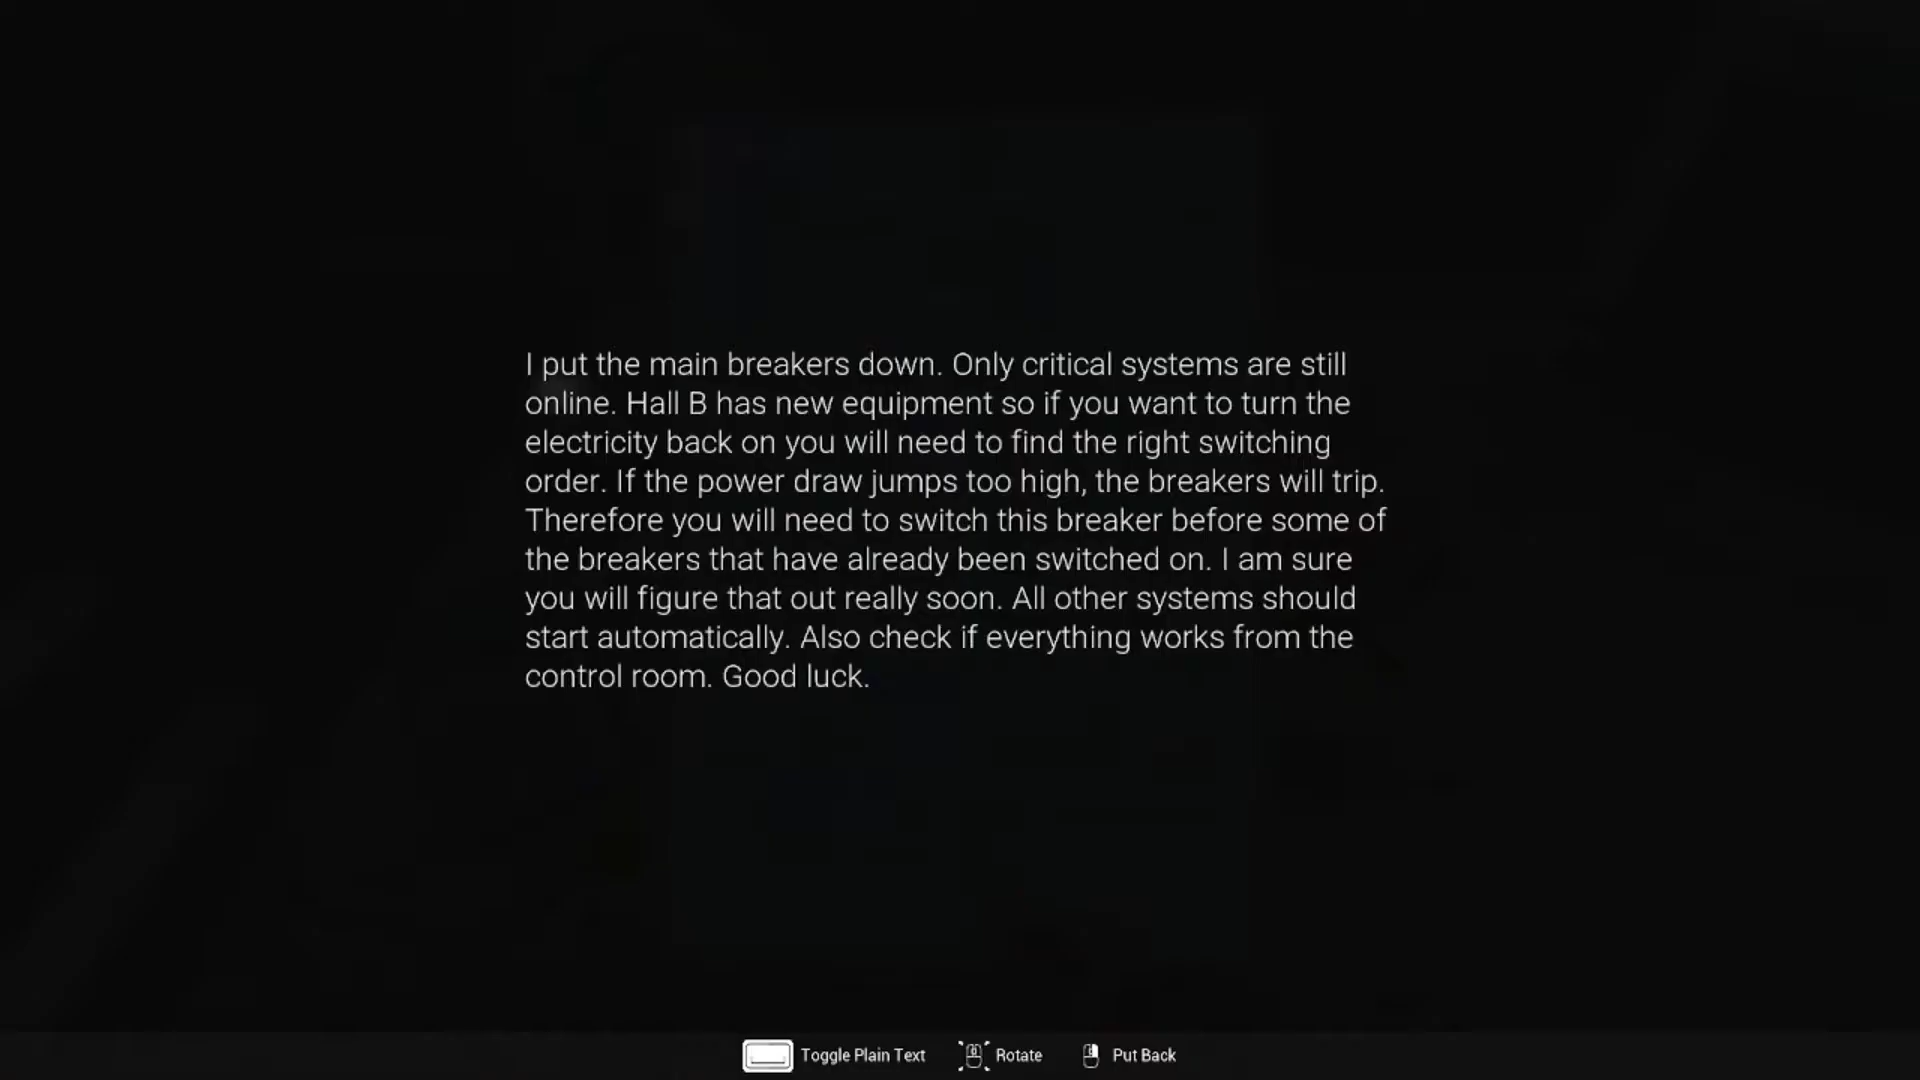 I put the main breakers down. Only critical systems are still
online. Hall B has new equipment so if you want to turn the
electricity back on you will need to find the right switching
order. If the power draw jumps too high, the breakers will trip.
Therefore you will need to switch this breaker before some of
the breakers that have already been switched on. I am sure
you will figure that out really soon. All other systems should
start automatically. Also check if everything works from the
control room. Good luck.
Toggle Plain Text Rotate Put Back